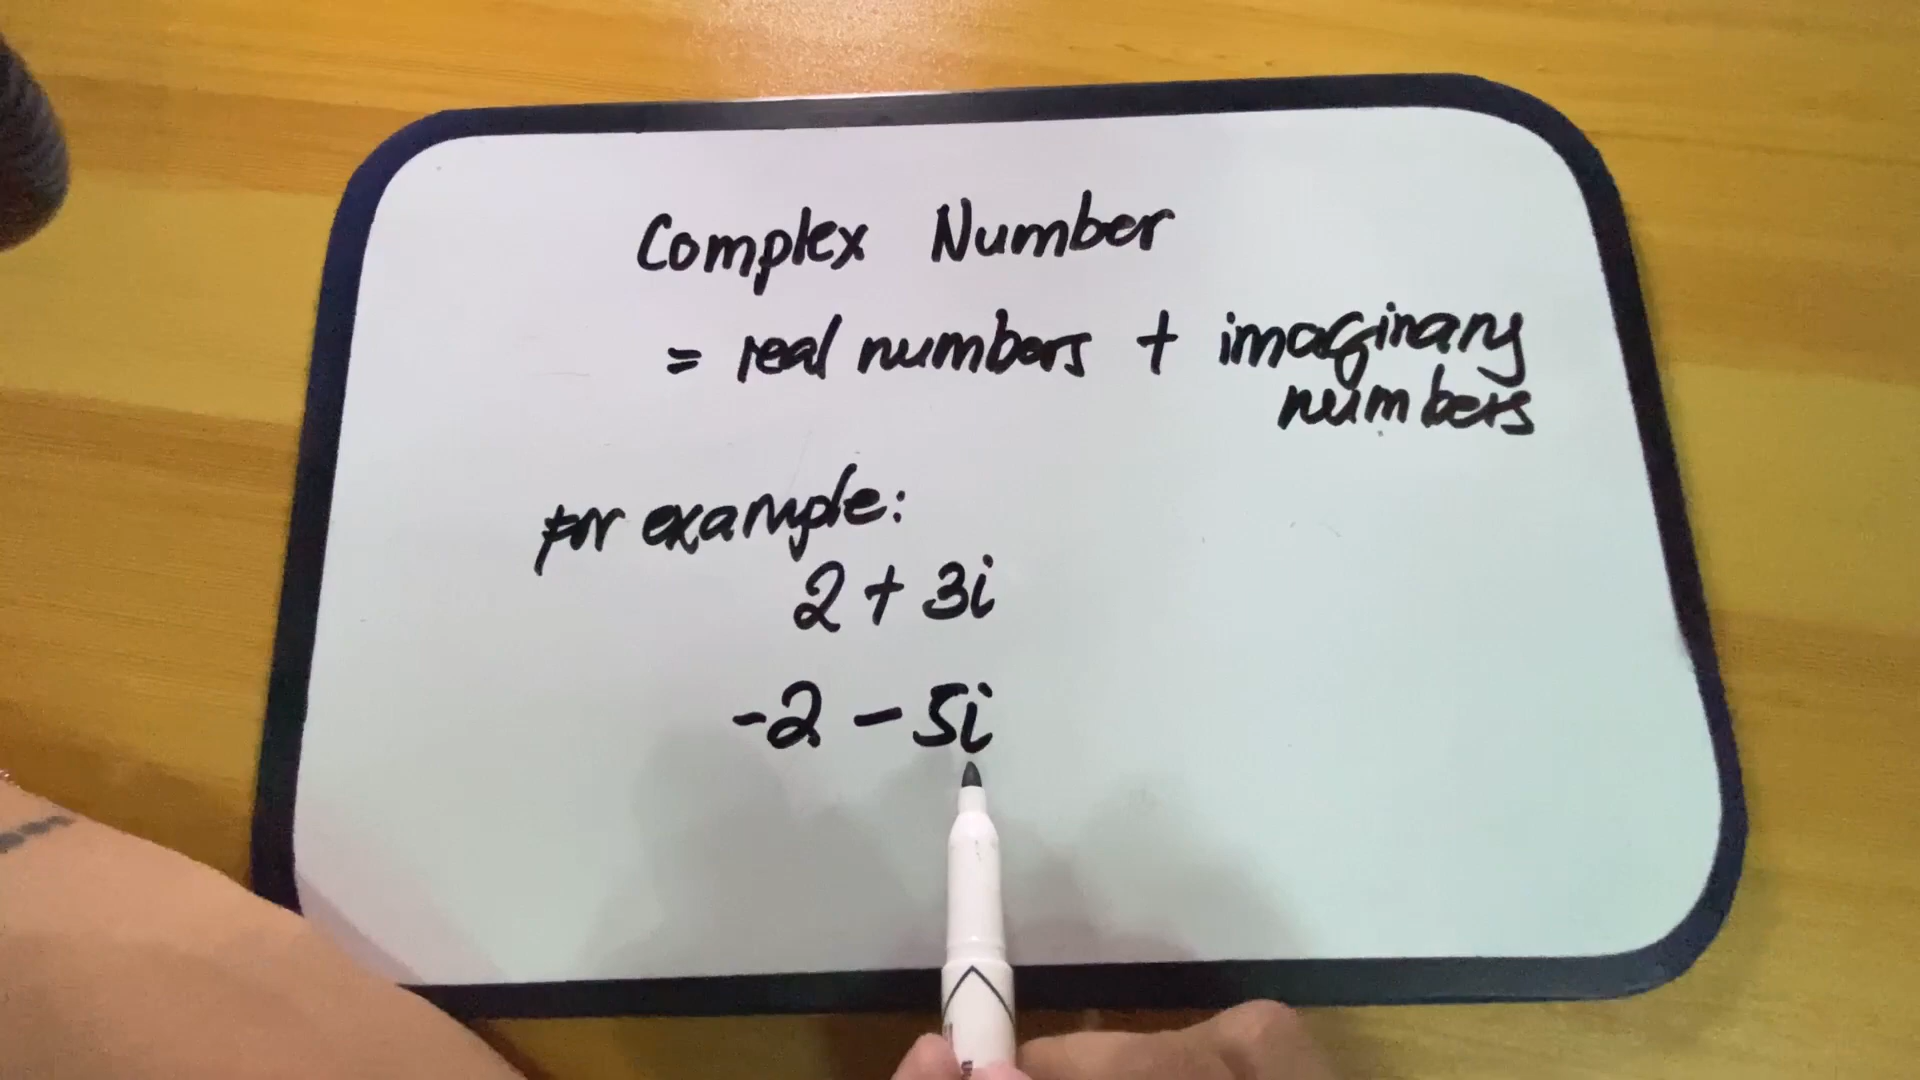 Complex Number
= real numbers + imaginary
numbers
for example:
2 + 3i
-2 - 5i